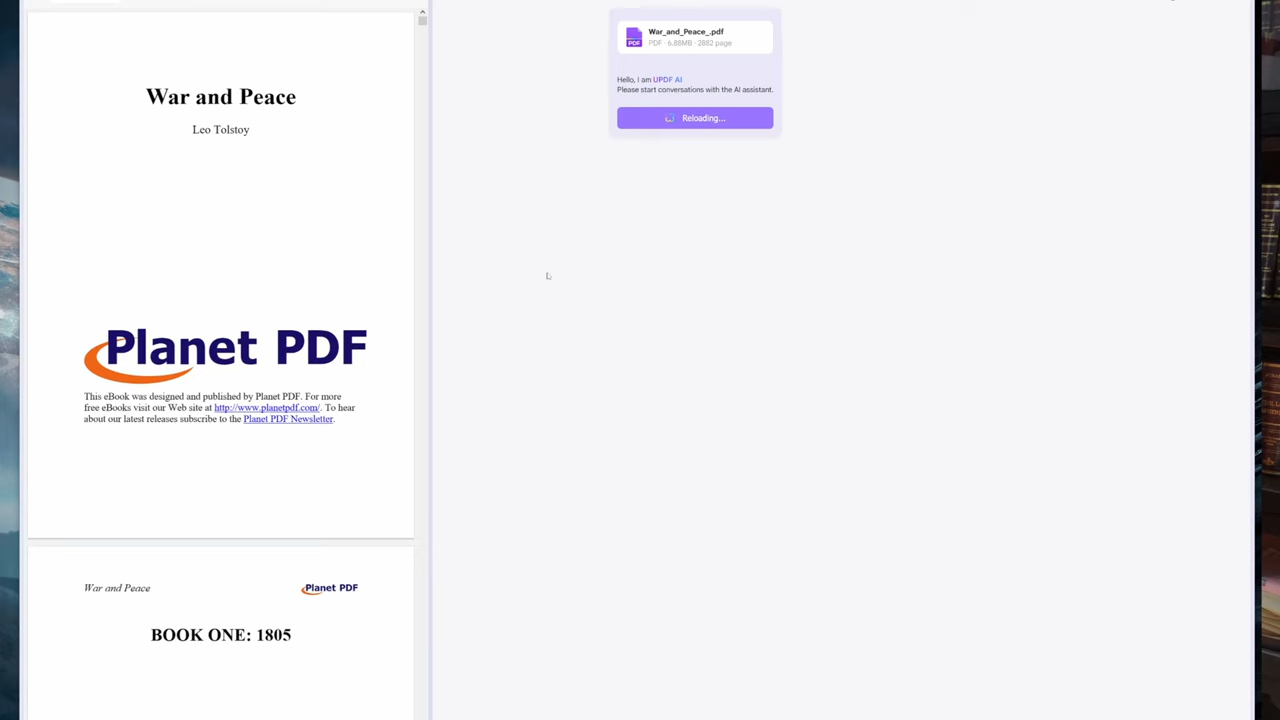 War and Peace
Leo Tolstoy
Planet PDF
This eBook was designed and published by Planet PDF. For more
free eBooks visit our Web site at http://www.planetpdf.com/. To hear
about our latest releases subscribe to the Planet PDF Newsletter.
War and Peace
Planet PDF
BOOK ONE: 1805
PDF
War_and_Peace_.pdf
PDF · 6.88MB · 2882 page
Hello, I am UPDF AI
Please start conversations with the AI assistant.
Reloading...